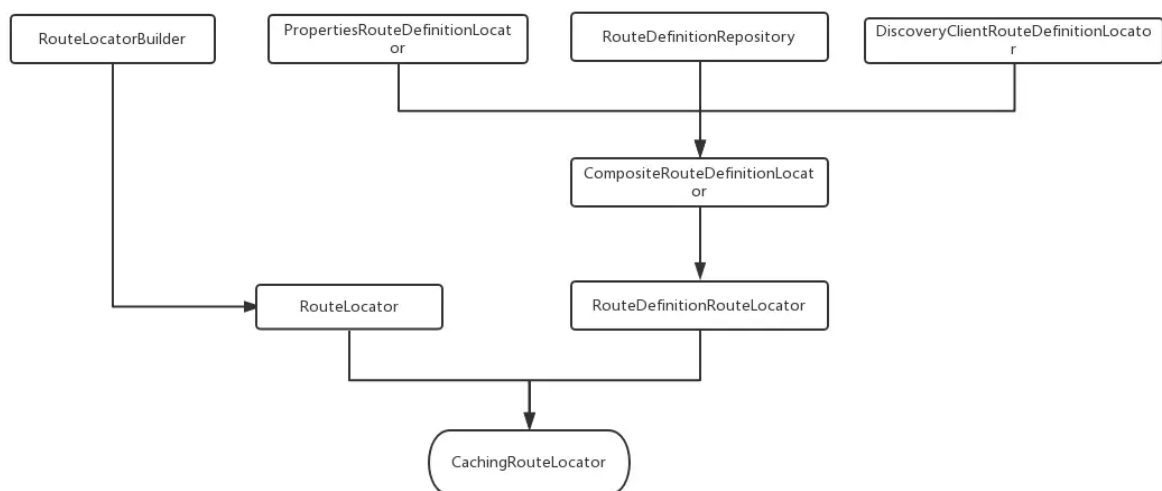 RouteLocatorBuilder
PropertiesRouteDefinitionLocat
or
RouteDefinitionRepository
DiscoveryClientRouteDefinitionLocato
r
CompositeRouteDefinitionLocat
or
RouteLocator
RouteDefinitionRouteLocator
CachingRouteLocator